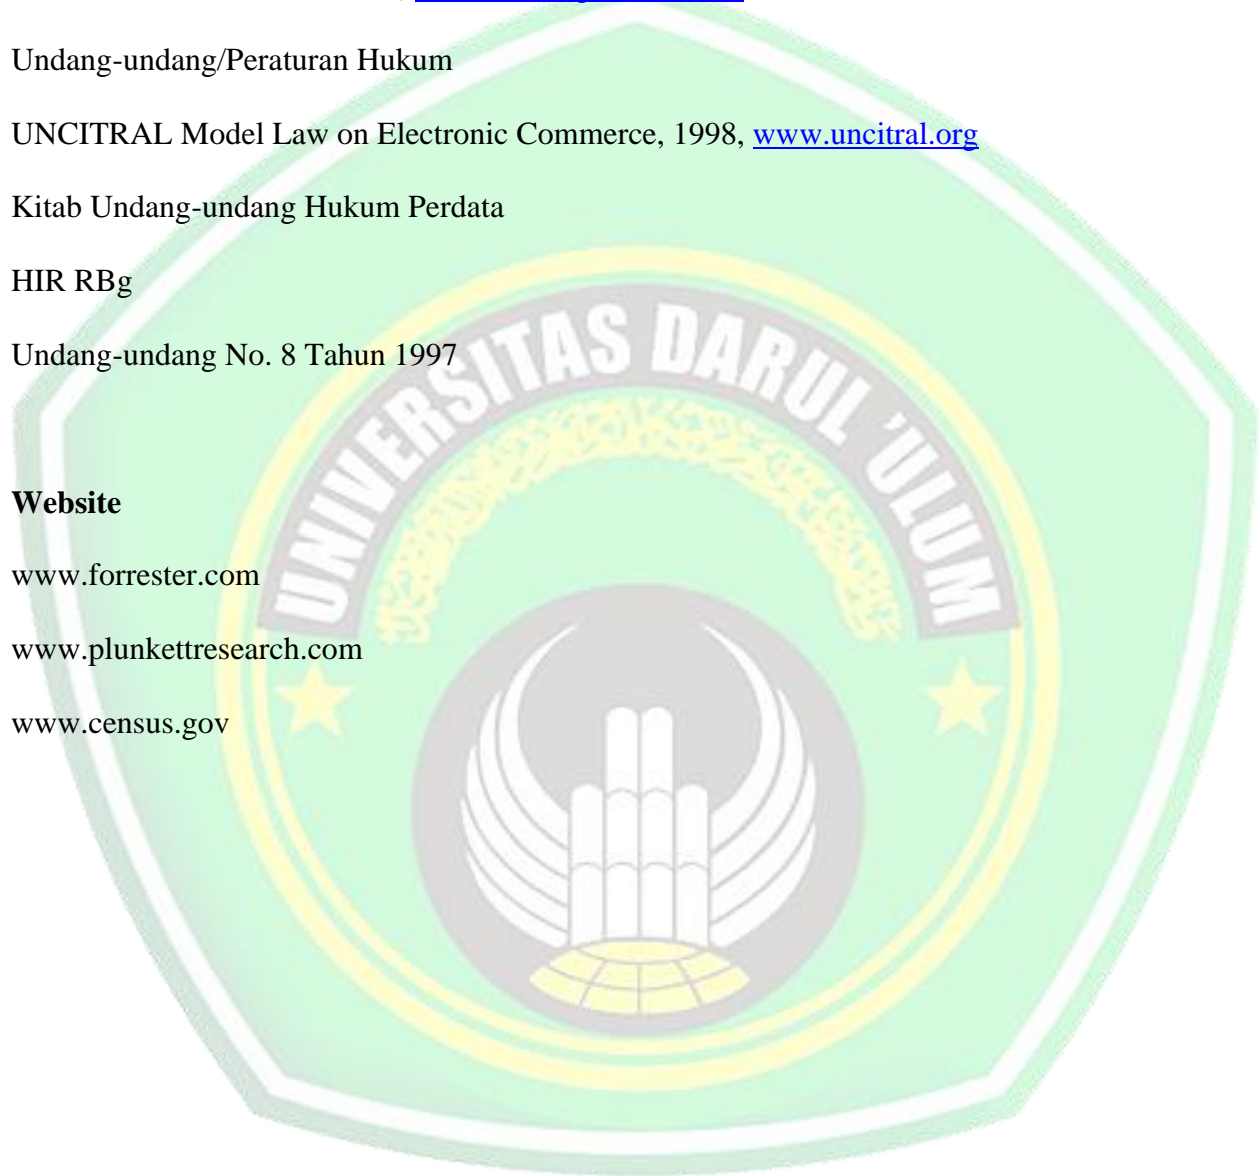 Undang-undang/Peraturan Hukum
UNCITRAL Model Law on Electronic Commerce, 1998, www.uncitral.org
Kitab Undang-undang Hukum Perdata
HIR RBg
Undang-undang No. 8 Tahun 1997
UNIVERSITAS DARUL 'ULUM
Website
www.forrester.com
www.plunkettresearch.com
www.census.gov